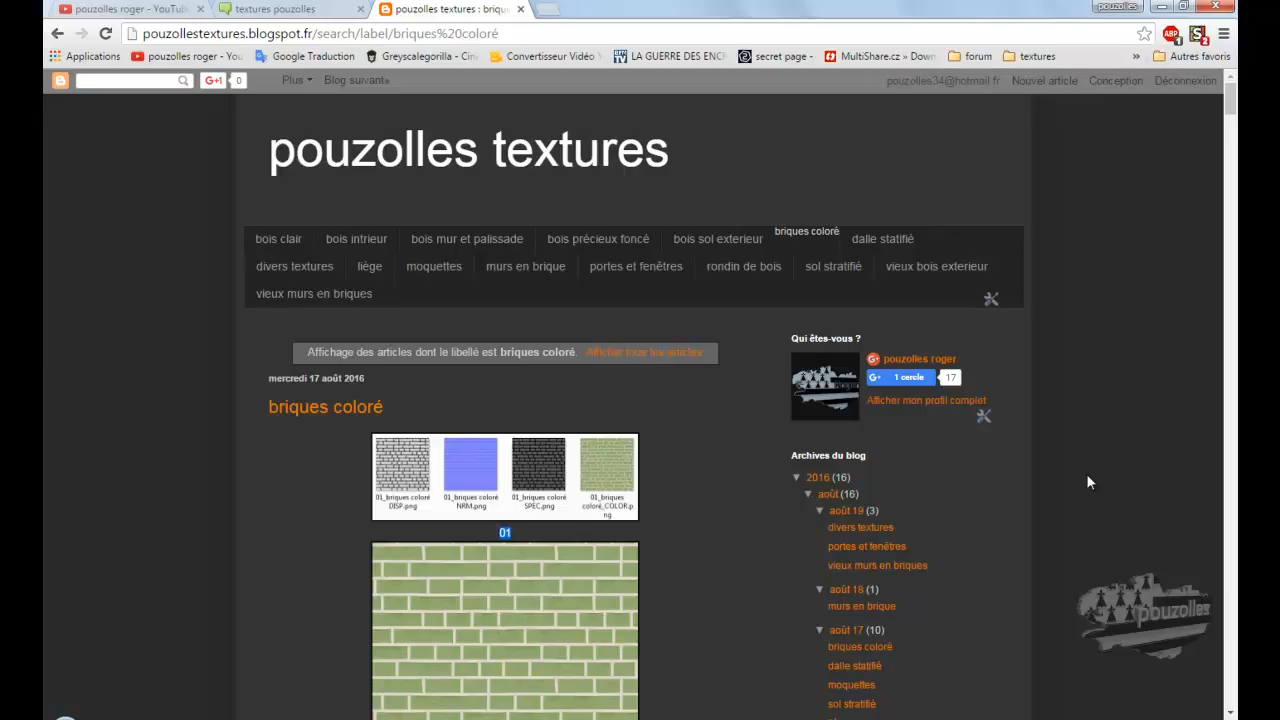 pouzolles roger - YouTub
textures pouzolles
pouzolles textures : brique
pouzolles
pouzollestextures.blogspot.fr/search/label/briques%20coloré
Applications
pouzolles roger - You
Google Traduction
Greyscalegorilla - Cin
Convertisseur Vidéo
LA GUERRE DES ENCH
secret page -
MultiShare.cz » Down
forum
textures
»
Autres favoris
G+1 0
Plus
Blog suivant»
pouzolles34@hotmail.fr
Nouvel article
Conception
Déconnexion
pouzolles textures
bois clair
bois intrieur
bois mur et palissade
bois précieux foncé
bois sol exterieur
briques coloré
dalle statifié
divers textures
liège
moquettes
murs en brique
portes et fenêtres
rondin de bois
sol stratifié
vieux bois exterieur
vieux murs en briques
Affichage des articles dont le libellé est briques coloré. Afficher tous les articles
mercredi 17 août 2016
briques coloré
01_briques coloré
DISP.png
01_briques coloré
NRM.png
01_briques coloré
SPEC.png
01_briques
coloré_COLOR.p
ng
01
Qui êtes-vous ?
pouzolles roger
1 cercle
17
Afficher mon profil complet
Archives du blog
▼ 2016 (16)
▼ août (16)
▼ août 19 (3)
divers textures
portes et fenêtres
vieux murs en briques
▼ août 18 (1)
murs en brique
▼ août 17 (10)
briques coloré
dalle statifié
moquettes
sol stratifié
pouzolles